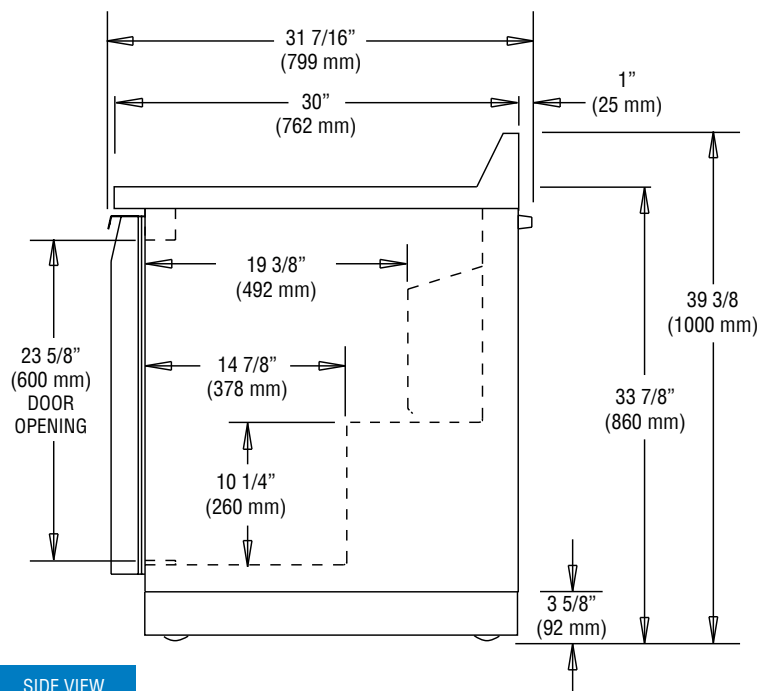 31 7/16”
(799 mm)
30”
(762 mm)
1”
(25 mm)
19 3/8”
(492 mm)
39 3/8
(1000 mm)
23 5/8”
(600 mm)
DOOR
OPENING
14 7/8”
(378 mm)
33 7/8”
(860 mm)
10 1/4”
(260 mm)
3 5/8”
(92 mm)
SIDE VIEW